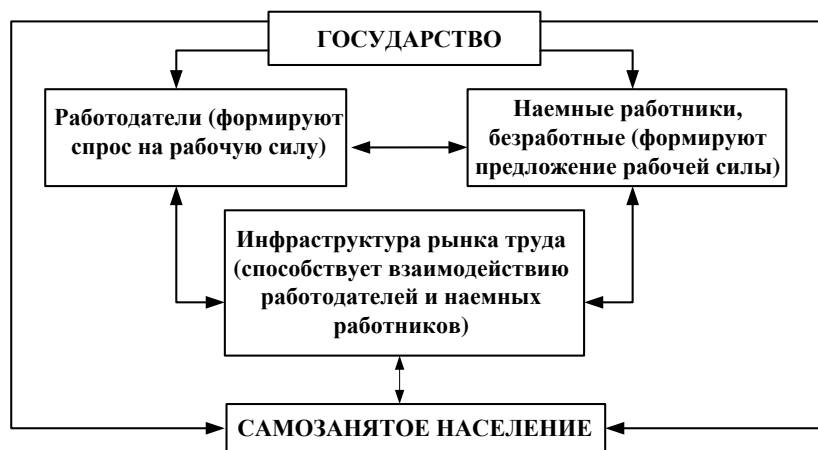 ГОСУДАРСТВО
Работодатели (формируют
спрос на рабочую силу)
Наемные работники,
безработные (формируют
предложение рабочей силы)
Инфраструктура рынка труда
(способствует взаимодействию
работодателей и наемных
работников)
САМОЗАНЯТОЕ НАСЕЛЕНИЕ